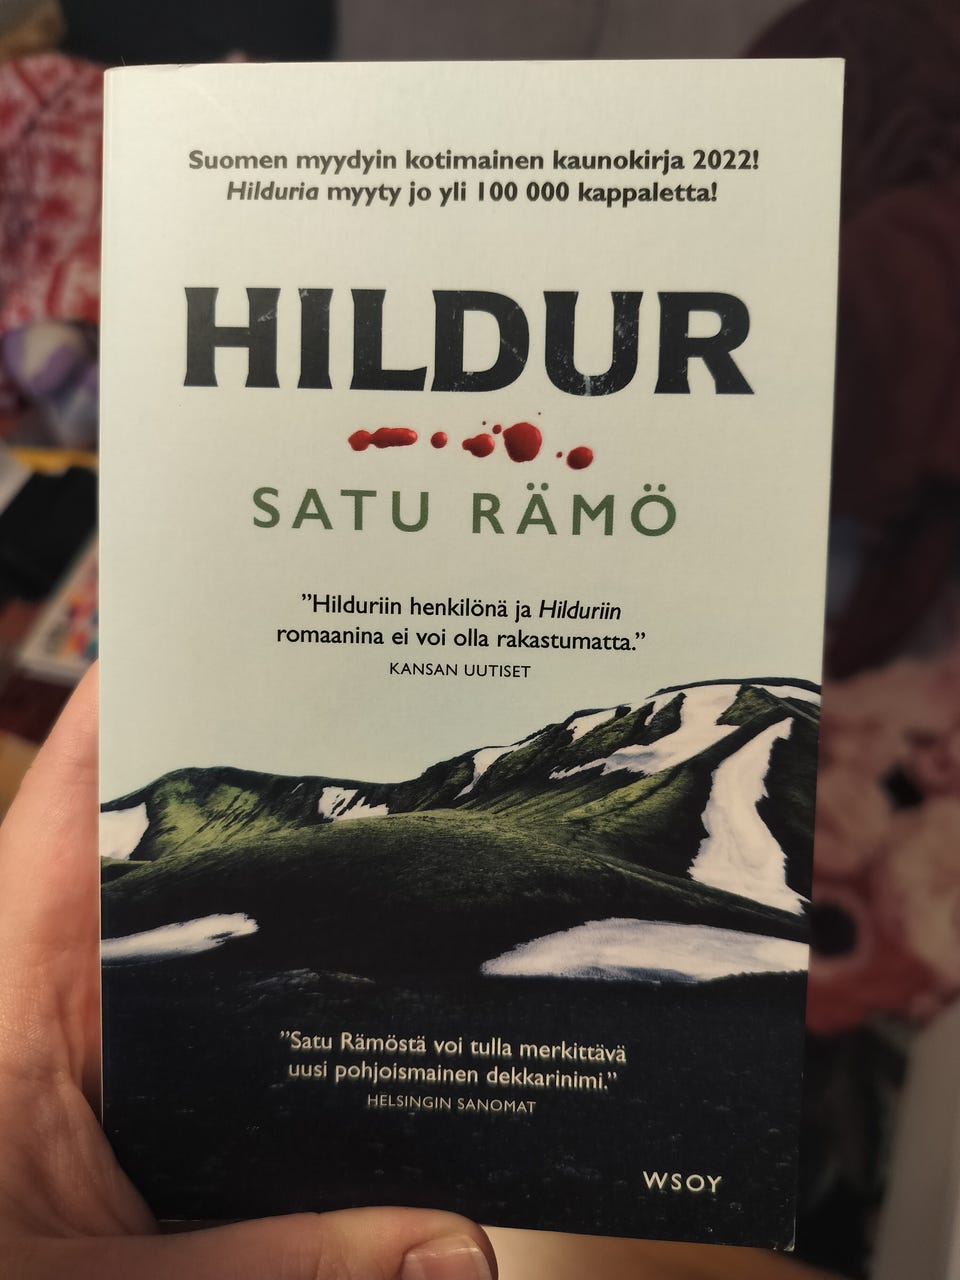 Suomen myydyin kotimainen kaunokirja 2022!
Hilduria myyty jo yli 100 000 kappaletta!
HILDUR
SATU RÄMÖ
”Hilduriin henkilönä ja Hilduriin
romaanina ei voi olla rakastumatta.”
KANSAN UUTISET
”Satu Rämöstä voi tulla merkittävä
uusi pohjoismainen dekkarinimi.”
HELSINGIN SANOMAT
WSOY